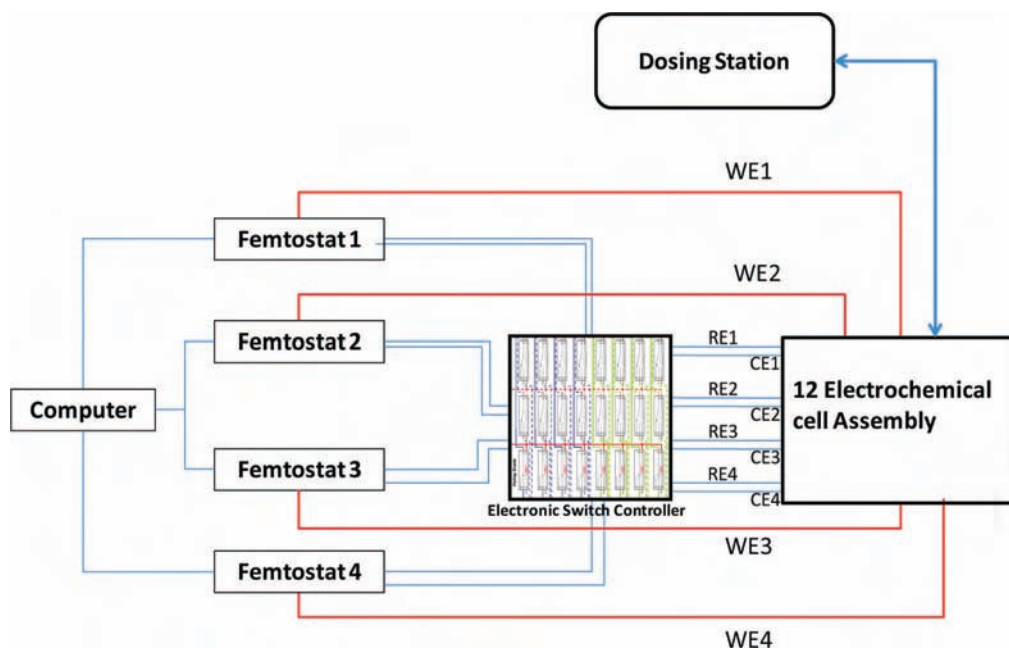 Dosing Station
WE1
Femtostat 1
WE2
Femtostat 2
RE1
CE1
RE2
12 Electrochemical
cell Assembly
Computer
CE2
RE3
CE3
Femtostat 3
RE4
CE4
Electronic Switch Controller
WE3
Femtostat 4
WE4